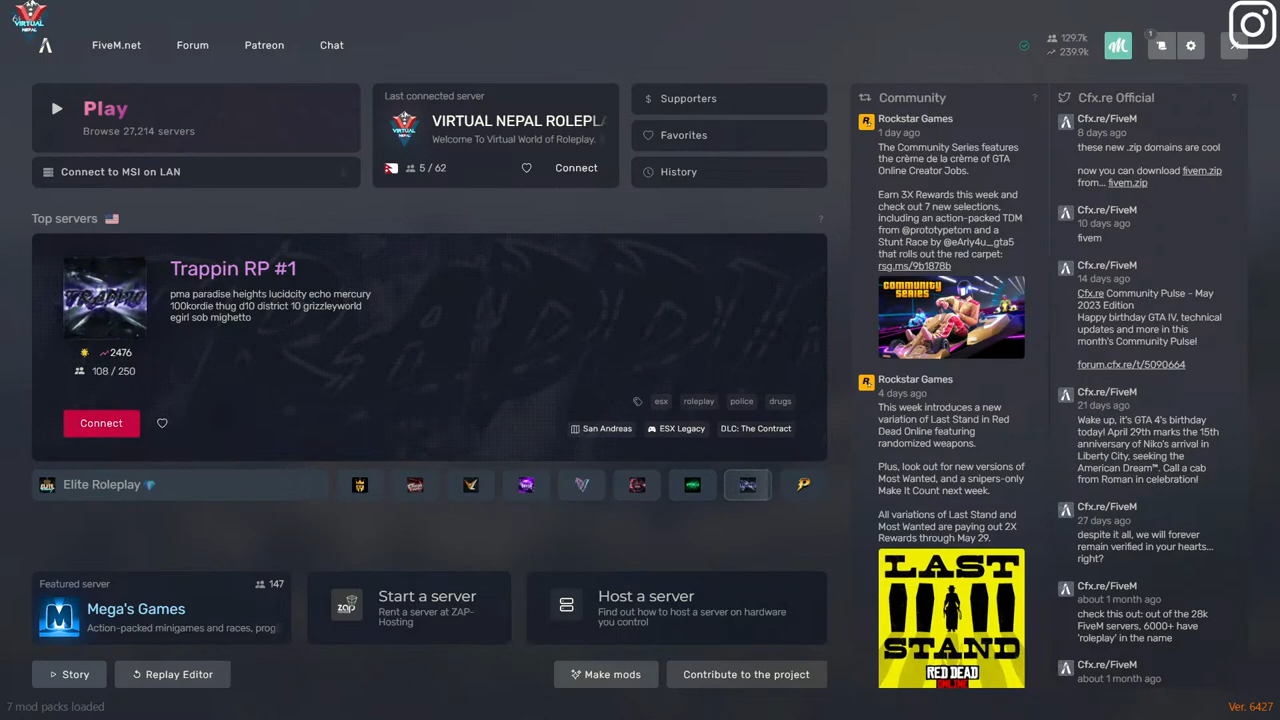 VIRTUAL
NEPAL
FiveM.net
Forum
Patreon
Chat
129.7k
239.9k
1
Play
Browse 27,214 servers
Connect to MSI on LAN
Last connected server
VIRTUAL NEPAL ROLEPLA
Welcome To Virtual World of Roleplay.
5 / 62
Connect
$ Supporters
Favorites
History
Top servers
?
Trappin RP #1
pma paradise heights lucidcity echo mercury
100kordie thug d10 district 10 grizzleyworld
egirl sob mighetto
2476
108 / 250
esx
roleplay
police
drugs
Connect
San Andreas
ESX Legacy
DLC: The Contract
Elite Roleplay
Featured server
147
Mega's Games
Action-packed minigames and races, prog
Start a server
Rent a server at ZAP-
Hosting
ZAP
Host a server
Find out how to host a server on hardware
you control
Story
Replay Editor
Make mods
Contribute to the project
7 mod packs loaded
Ver. 6427
Community
?
Rockstar Games
1 day ago
The Community Series features
the crème de la crème of GTA
Online Creator Jobs.
Earn 3X Rewards this week and
check out 7 new selections,
including an action-packed TDM
from @prototypetom and a
Stunt Race by @eArly4u_gta5
that rolls out the red carpet:
rsg.ms/9b1878b
COMMUNITY
SERIES
Rockstar Games
4 days ago
This week introduces a new
variation of Last Stand in Red
Dead Online featuring
randomized weapons.
Plus, look out for new versions of
Most Wanted, and a snipers-only
Make It Count next week.
All variations of Last Stand and
Most Wanted are paying out 2X
Rewards through May 29.
LAST
STAND
RED DEAD
ONLINE
Cfx.re Official
?
Cfx.re/FiveM
8 days ago
these new .zip domains are cool
now you can download fivem.zip
from... fivem.zip
Cfx.re/FiveM
10 days ago
fivem
Cfx.re/FiveM
14 days ago
Cfx.re Community Pulse – May
2023 Edition
Happy birthday GTA IV, technical
updates and more in this
month's Community Pulse!
forum.cfx.re/t/5090664
Cfx.re/FiveM
21 days ago
Wake up, it's GTA 4's birthday
today! April 29th marks the 15th
anniversary of Niko's arrival in
Liberty City, seeking the
American Dream™. Call a cab
from Roman in celebration!
Cfx.re/FiveM
27 days ago
despite it all, we will forever
remain verified in your hearts...
right?
Cfx.re/FiveM
about 1 month ago
check this out: out of the 28k
FiveM servers, 6000+ have
'roleplay' in the name
Cfx.re/FiveM
about 1 month ago